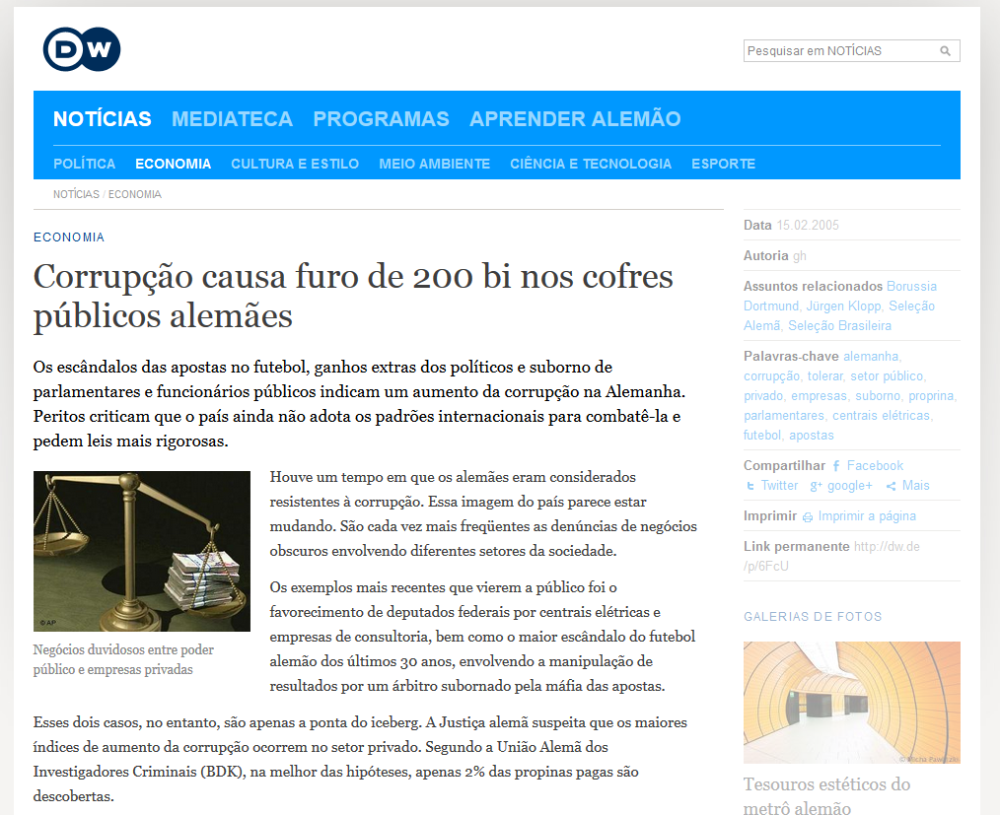 DW
Pesquisar em NOTÍCIAS
NOTÍCIAS MEDIATECA PROGRAMAS APRENDER ALEMÃO
POLÍTICA ECONOMIA CULTURA E ESTILO MEIO AMBIENTE CIÊNCIA E TECNOLOGIA ESPORTE
NOTÍCIAS / ECONOMIA
ECONOMIA
Corrupção causa furo de 200 bi nos cofres
públicos alemães
Os escândalos das apostas no futebol, ganhos extras dos políticos e suborno de
parlamentares e funcionários públicos indicam um aumento da corrupção na Alemanha.
Peritos criticam que o país ainda não adota os padrões internacionais para combatê-la e
pedem leis mais rigorosas.
© AP
Negócios duvidosos entre poder
público e empresas privadas
Houve um tempo em que os alemães eram considerados
resistentes à corrupção. Essa imagem do país parece estar
mudando. São cada vez mais freqüentes as denúncias de negócios
obscuros envolvendo diferentes setores da sociedade.
Os exemplos mais recentes que vieram a público foi o
favorecimento de deputados federais por centrais elétricas e
empresas de consultoria, bem como o maior escândalo do futebol
alemão dos últimos 30 anos, envolvendo a manipulação de
resultados por um árbitro subornado pela máfia das apostas.
Esses dois casos, no entanto, são apenas a ponta do iceberg. A Justiça alemã suspeita que os maiores
índices de aumento da corrupção ocorrem no setor privado. Segundo a União Alemã dos
Investigadores Criminais (BDK), na melhor das hipóteses, apenas 2% das propinas pagas são
descobertas.
Data 15.02.2005
Autoria gh
Assuntos relacionados Borussia
Dortmund, Jürgen Klopp, Seleção
Alemã, Seleção Brasileira
Palavras-chave alemanha,
corrupção, tolerar, setor público,
privado, empresas, suborno, proprina,
parlamentares, centrais elétricas,
futebol, apostas
Compartilhar Facebook
Twitter google+ Mais
Imprimir Imprimir a página
Link permanente http://dw.de
/p/6FcU
GALERIAS DE FOTOS
Tesouros estéticos do
metrô alemão